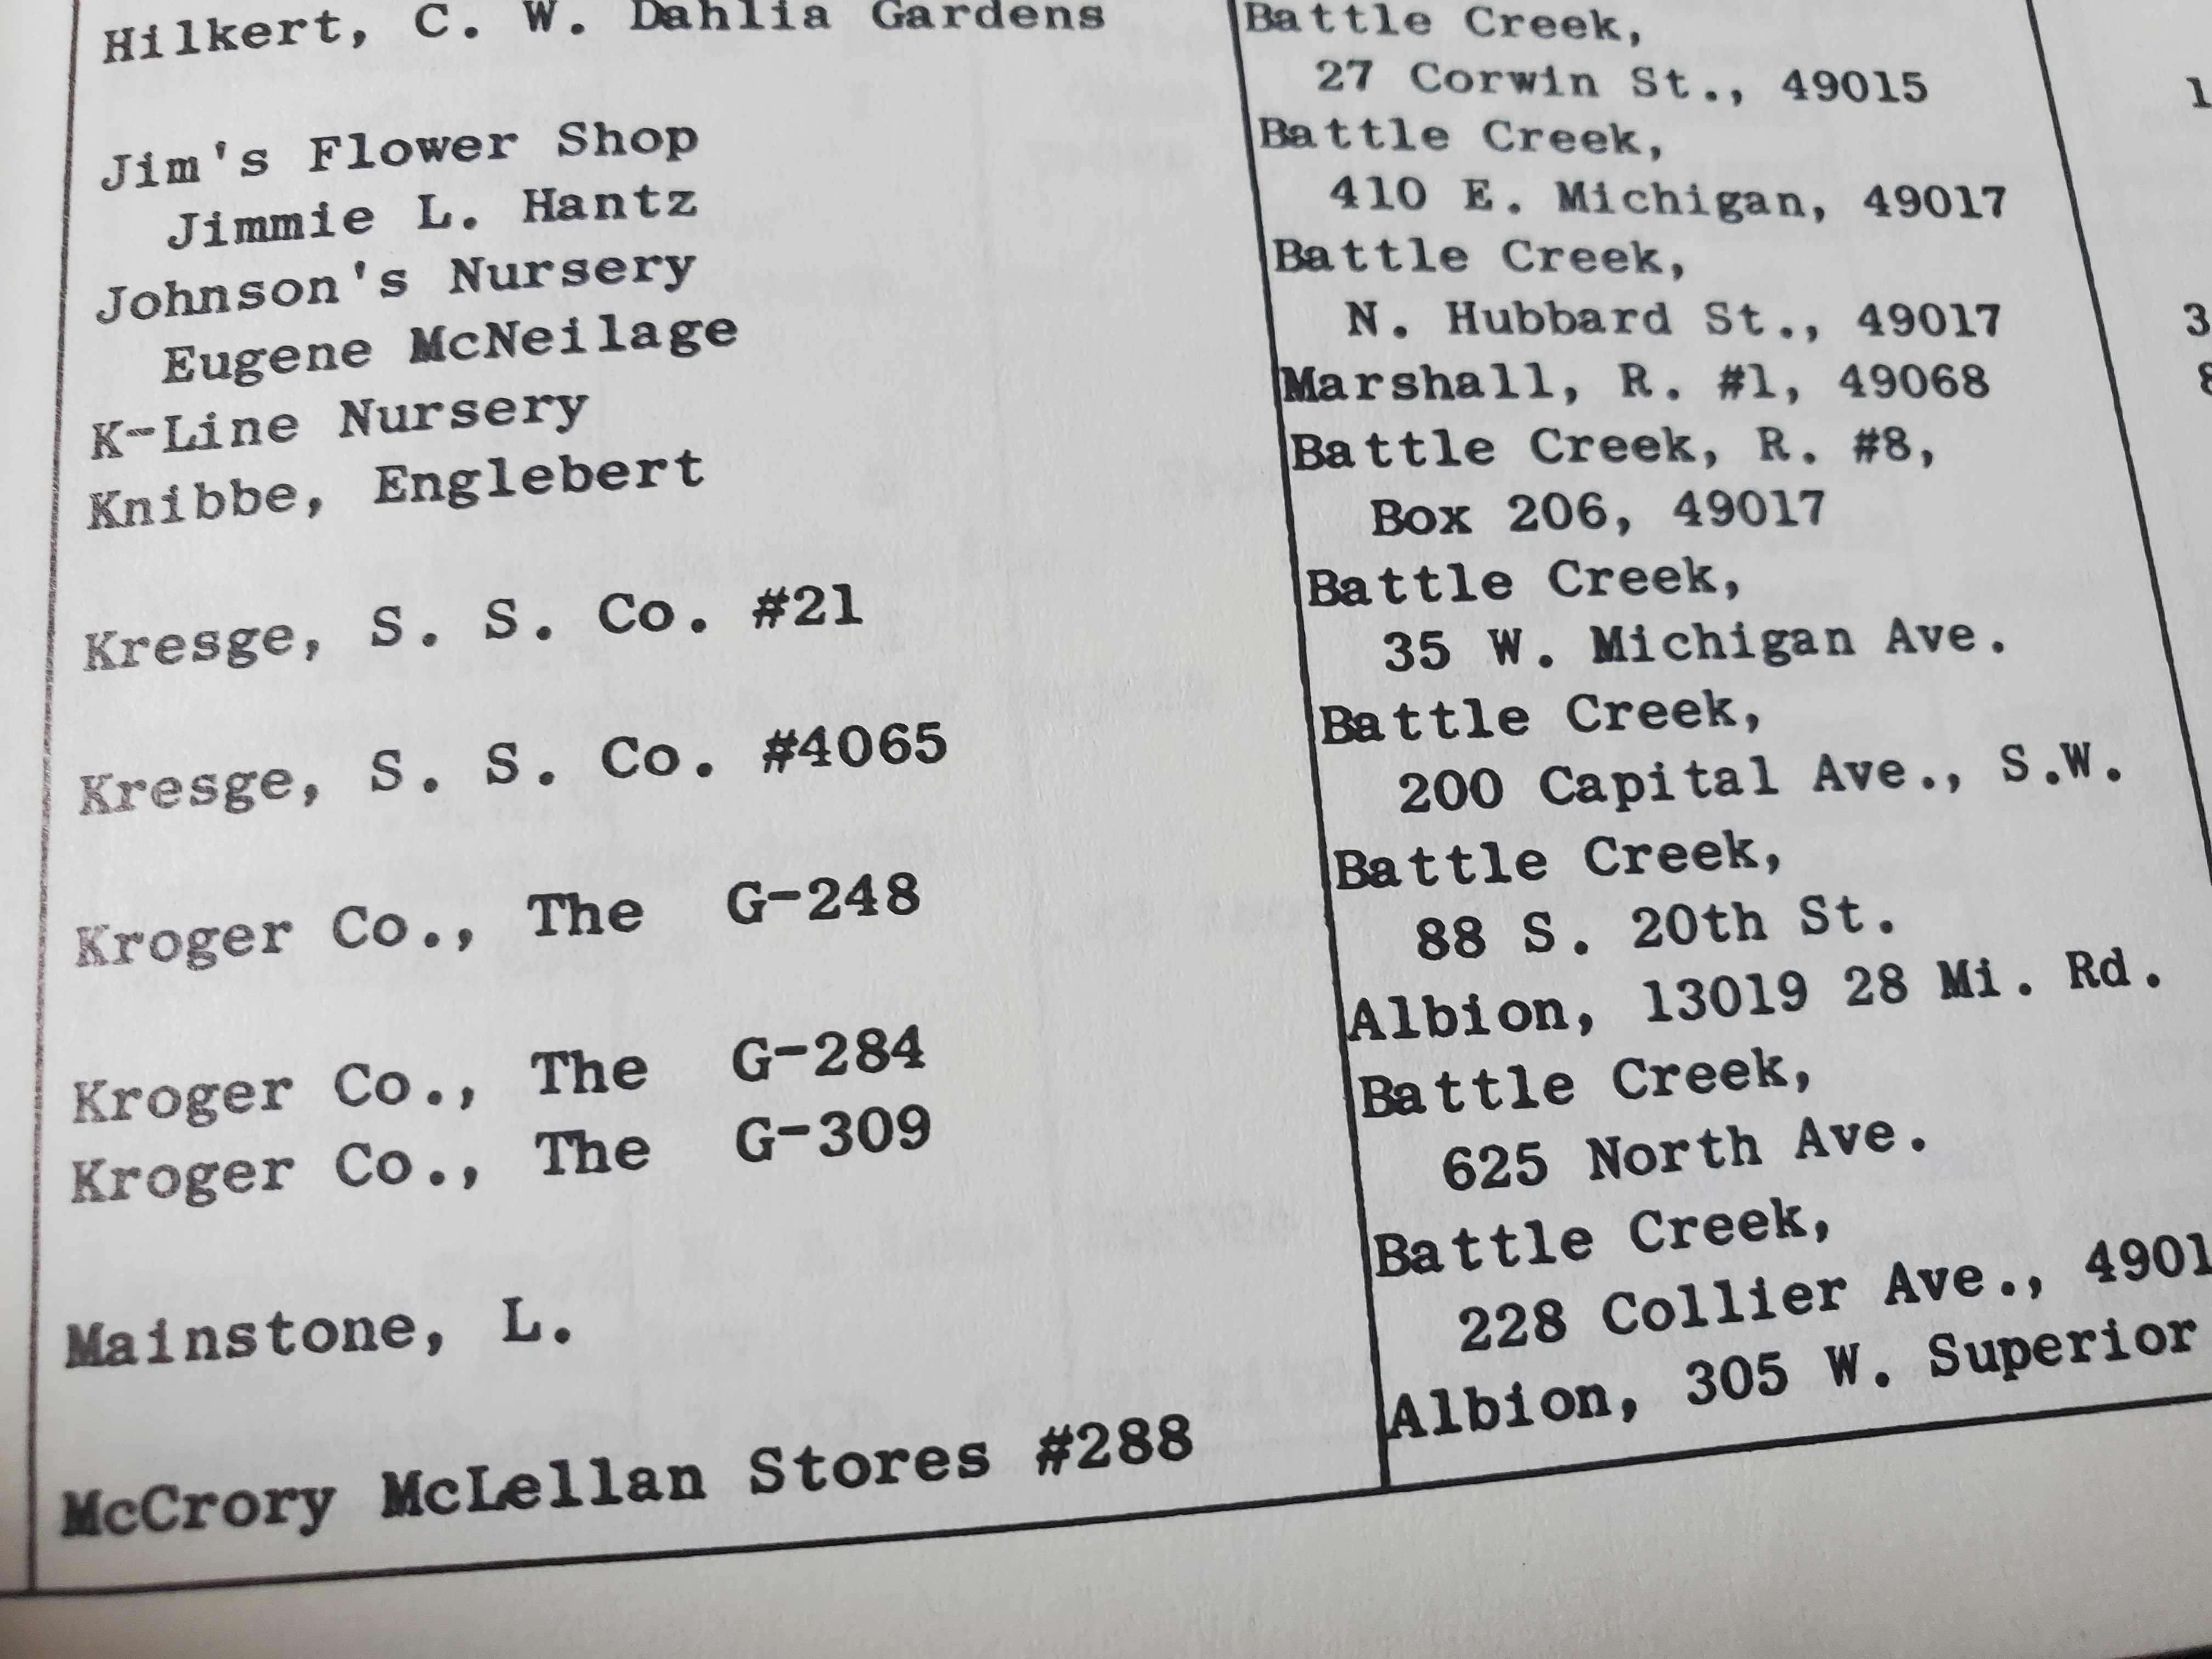 Hilkert, C. W. Dahlia Gardens
Battle Creek,
27 Corwin St., 49015
Jim's Flower Shop
Battle Creek,
Jimmie L. Hantz
410 E. Michigan, 49017
Johnson's Nursery
Battle Creek,
Eugene McNeilage
N. Hubbard St., 49017
K-Line Nursery
Marshall, R. #1, 49068
Knibbe, Englebert
Battle Creek, R. #8,
Box 206, 49017
Kresge, S. S. Co. #21
Battle Creek,
35 W. Michigan Ave.
Kresge, S. S. Co. #4065
Battle Creek,
200 Capital Ave., S.W.
Kroger Co., The G-248
Battle Creek,
88 S. 20th St.
Kroger Co., The G-284
Albion, 13019 28 Mi. Rd.
Kroger Co., The G-309
Battle Creek,
625 North Ave.
Mainstone, L.
Battle Creek,
228 Collier Ave., 4901
McCrory McLellan Stores #288
Albion, 305 W. Superior